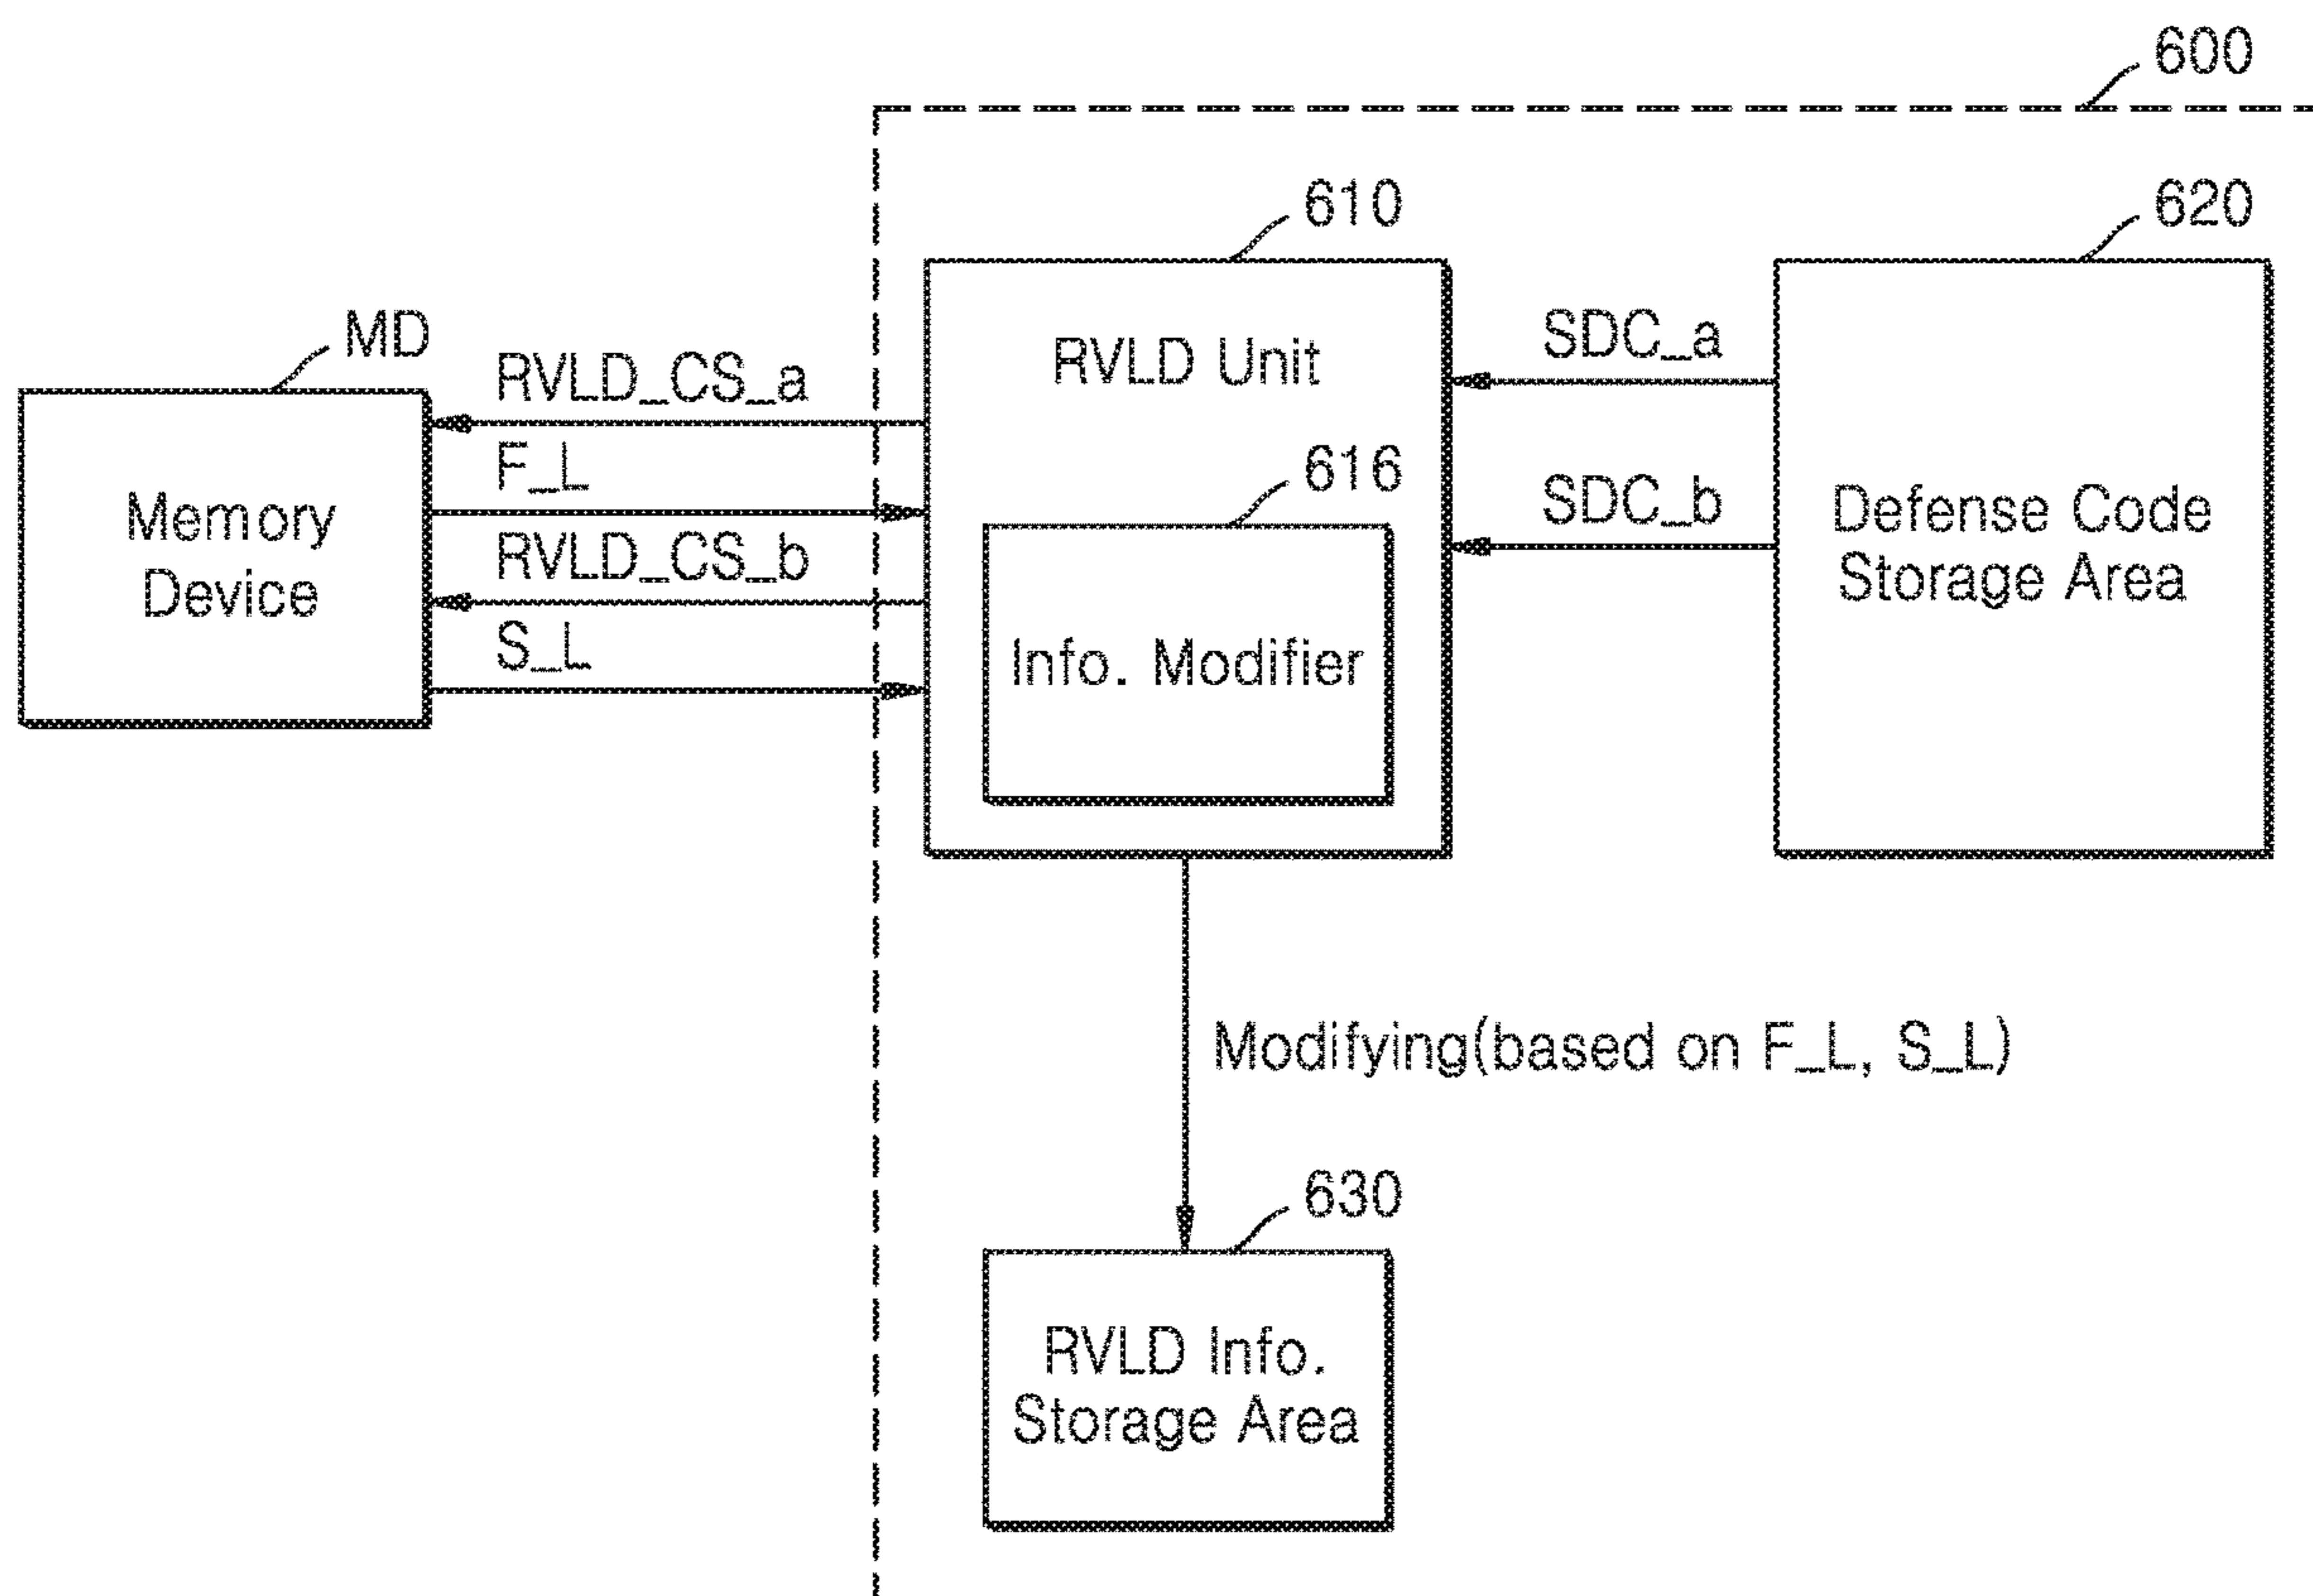 600
610
620
MD
RVLD_CS_a
F_L
RVLD_CS_b
S_L
Memory
Device
RVLD Unit
616
Info. Modifier
SDC_a
SDC_b
Defense Code
Storage Area
Modifying(based on F_L, S_L)
630
RVLD Info.
Storage Area